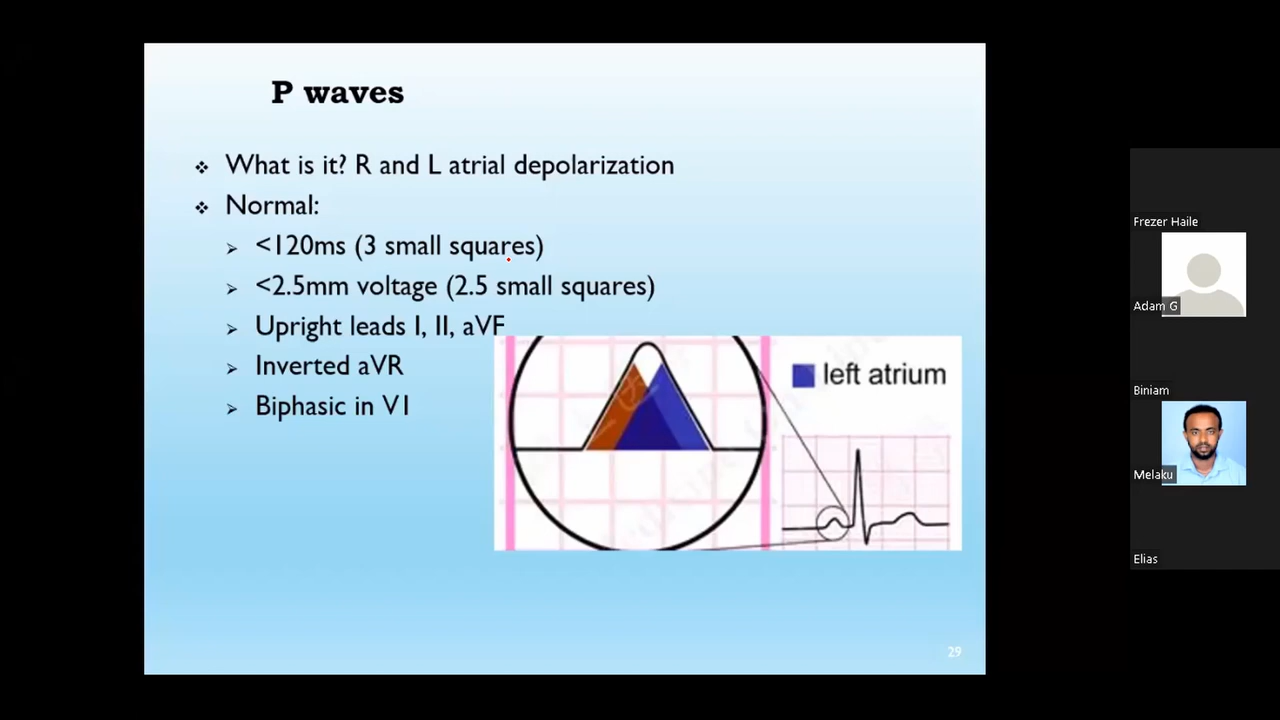 P waves
❖ What is it? R and L atrial depolarization
❖ Normal:
➢ <120ms (3 small squares)
➢ <2.5mm voltage (2.5 small squares)
➢ Upright leads I, II, aVF
➢ Inverted aVR
➢ Biphasic in V1
left atrium
29
Frezer Haile
Adam G
Biniam
Melaku
Elias